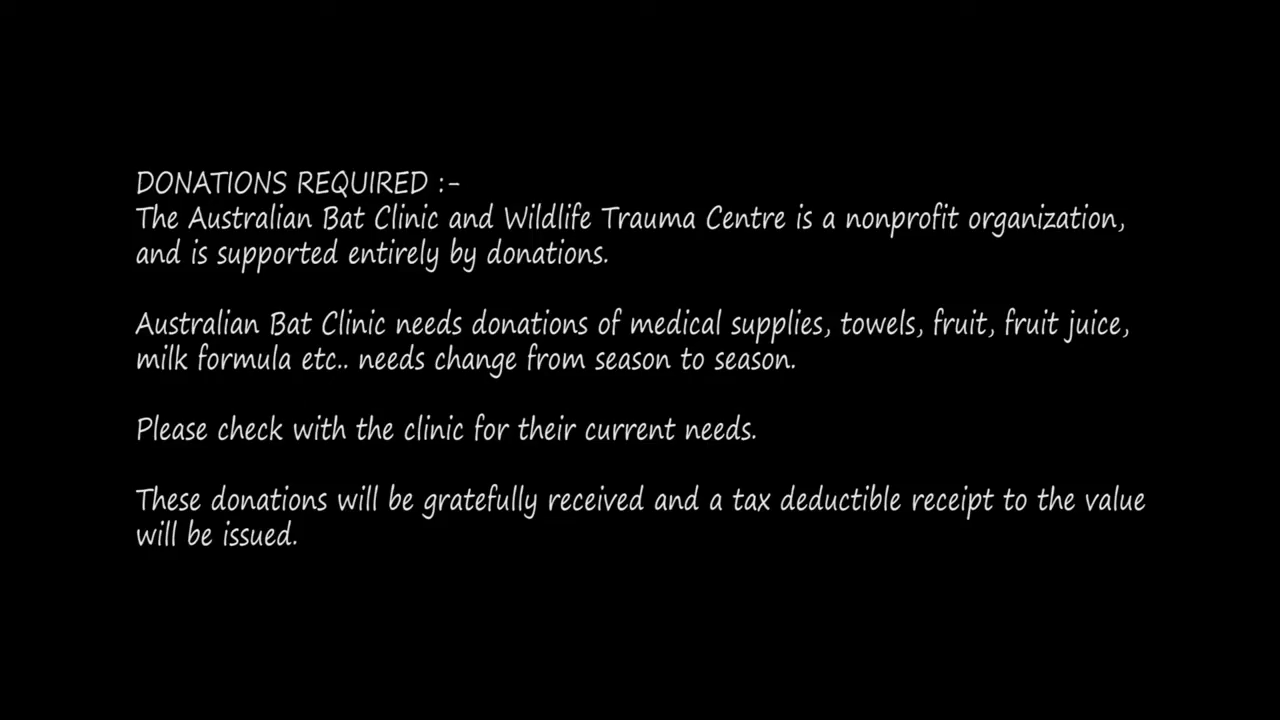 DONATIONS REQUIRED :-
The Australian Bat Clinic and Wildlife Trauma Centre is a nonprofit organization,
and is supported entirely by donations.
Australian Bat Clinic needs donations of medical supplies, towels, fruit, fruit juice,
milk formula etc.. needs change from season to season.
Please check with the clinic for their current needs.
These donations will be gratefully received and a tax deductible receipt to the value
will be issued.